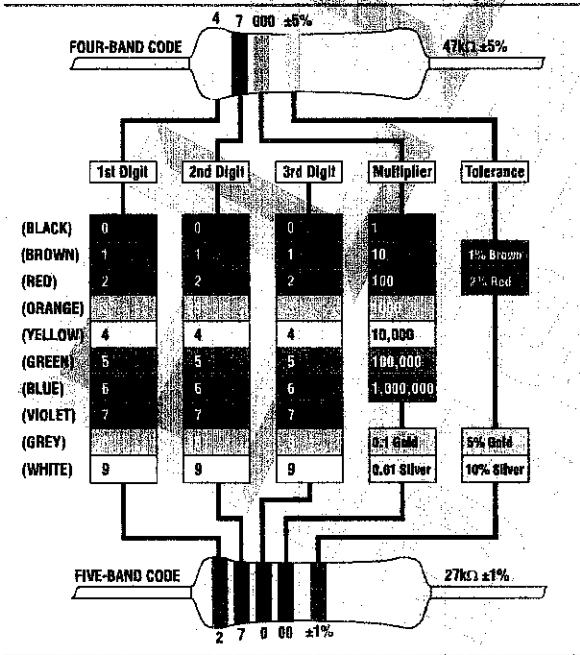 4 7 000 ±5%
FOUR-BAND CODE 47kΩ ±5%
1st Digit 2nd Digit 3rd Digit Multiplier Tolerance
(BLACK) 0 0 0 1
(BROWN) 1 1 1 10 1% Brown
(RED) 2 2 2 100 2% Red
(ORANGE)
(YELLOW) 4 4 4 10,000
(GREEN) 5 5 5 100,000
(BLUE) 6 6 6 1,000,000
(VIOLET) 7 7 7
(GREY) 0.1 Gold 5% Gold
(WHITE) 9 9 9 0.01 Silver 10% Silver
FIVE-BAND CODE 27kΩ ±1%
2 7 0 00 ±1%